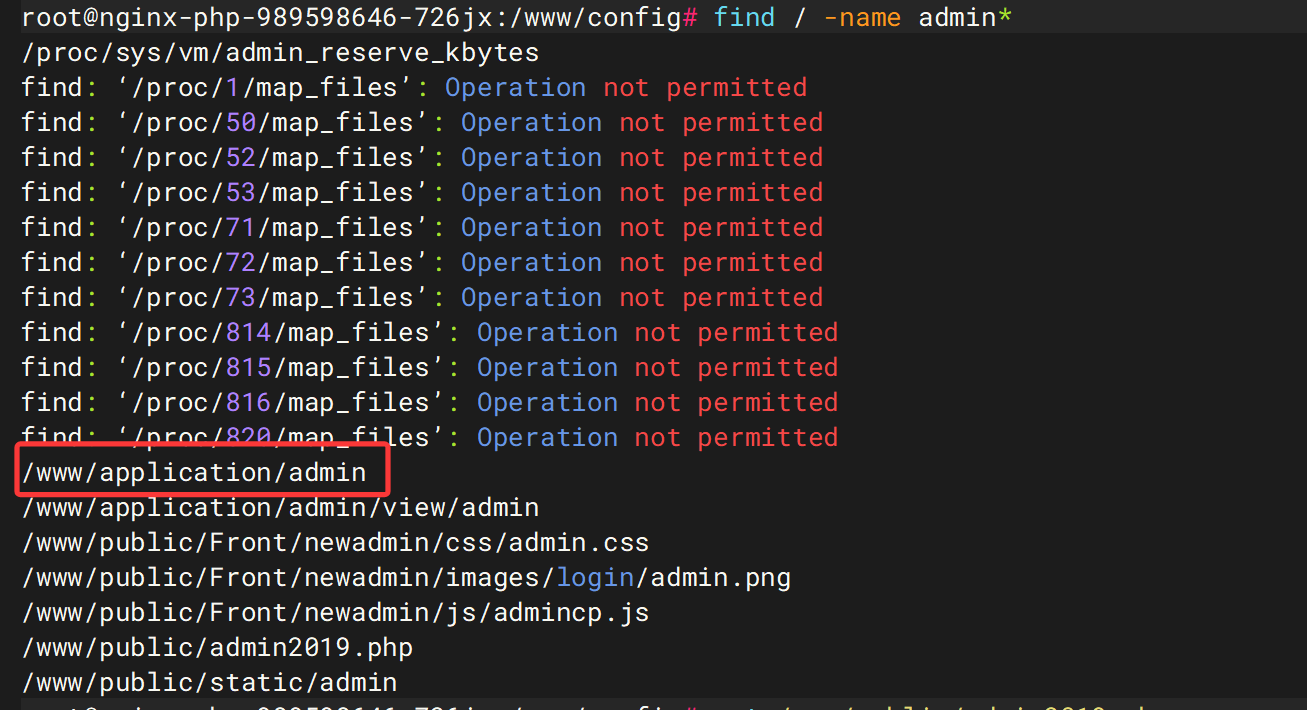 root@nginx-php-989598646-726jx:/www/config# find / -name admin*
/proc/sys/vm/admin_reserve_kbytes
find: ‘/proc/1/map_files’: Operation not permitted
find: ‘/proc/50/map_files’: Operation not permitted
find: ‘/proc/52/map_files’: Operation not permitted
find: ‘/proc/53/map_files’: Operation not permitted
find: ‘/proc/71/map_files’: Operation not permitted
find: ‘/proc/72/map_files’: Operation not permitted
find: ‘/proc/73/map_files’: Operation not permitted
find: ‘/proc/814/map_files’: Operation not permitted
find: ‘/proc/815/map_files’: Operation not permitted
find: ‘/proc/816/map_files’: Operation not permitted
find: ‘/proc/820/map_files’: Operation not permitted
/www/application/admin
/www/application/admin/view/admin
/www/public/Front/newadmin/css/admin.css
/www/public/Front/newadmin/images/login/admin.png
/www/public/Front/newadmin/js/admincp.js
/www/public/admin2019.php
/www/public/static/admin